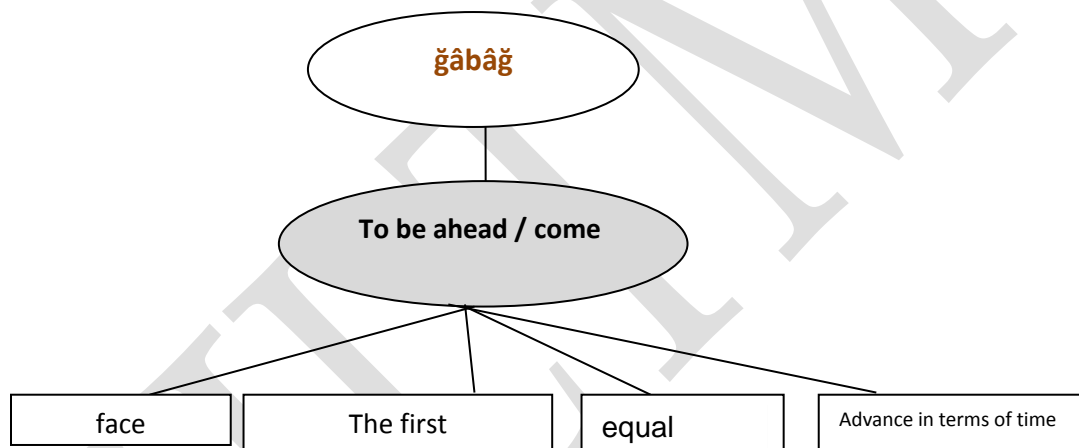 ğâbâğ
To be ahead / come
face
The first
equal
Advance in terms of time